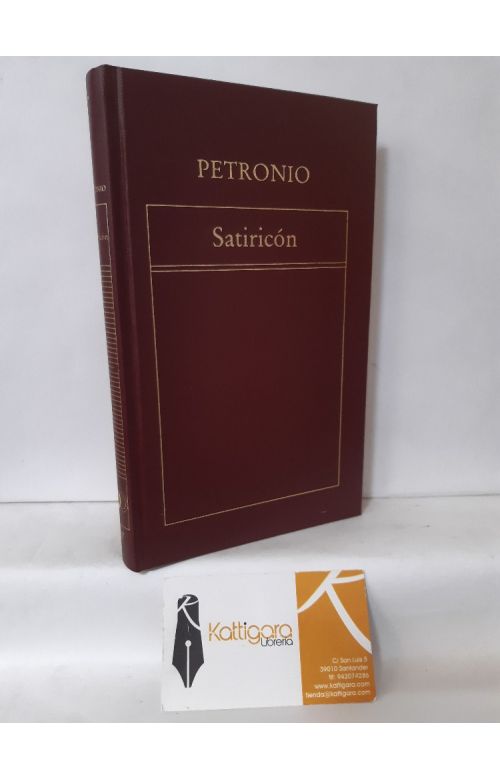 PETRONIO
Satiricón
Kattigara
Librería
C/ San Luis 5
39010 Santander
tlf: 942074286
www.kattigara.com
tienda@kattigara.com